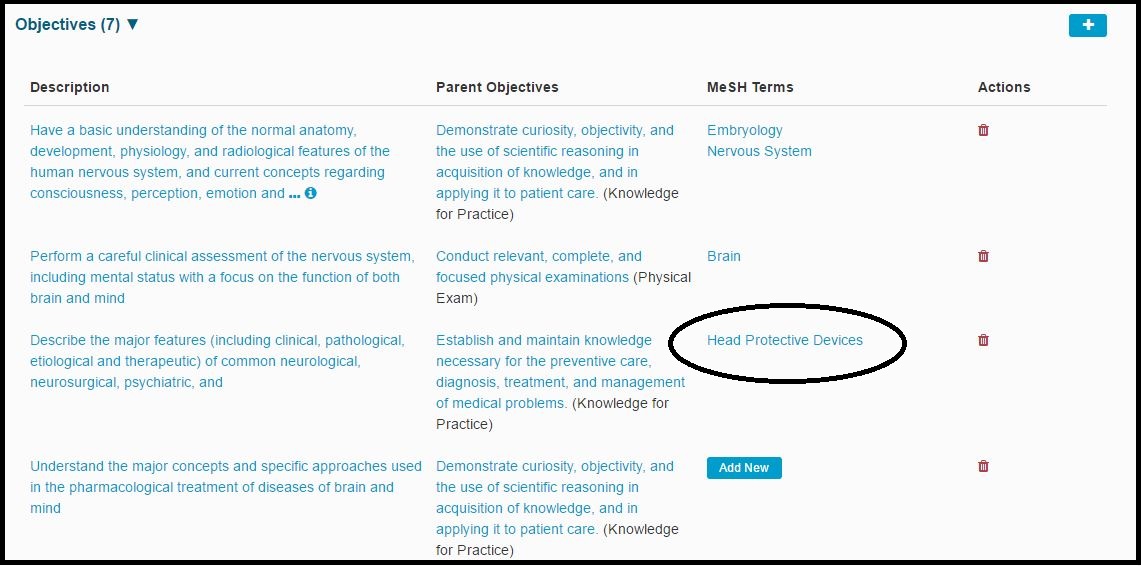 Objectives (7) ▼
+
Description Parent Objectives MeSH Terms Actions
Have a basic understanding of the normal anatomy,
development, physiology, and radiological features of the
human nervous system, and current concepts regarding
consciousness, perception, emotion and ...
Demonstrate curiosity, objectivity, and
the use of scientific reasoning in
acquisition of knowledge, and in
applying it to patient care. (Knowledge
for Practice)
Embryology
Nervous System
Perform a careful clinical assessment of the nervous system,
including mental status with a focus on the function of both
brain and mind
Conduct relevant, complete, and
focused physical examinations (Physical
Exam)
Brain
Describe the major features (including clinical, pathological,
etiological and therapeutic) of common neurological,
neurosurgical, psychiatric, and
Establish and maintain knowledge
necessary for the preventive care,
diagnosis, treatment, and management
of medical problems. (Knowledge for
Practice)
Head Protective Devices
Understand the major concepts and specific approaches used
in the pharmacological treatment of diseases of brain and
mind
Demonstrate curiosity, objectivity, and
the use of scientific reasoning in
acquisition of knowledge, and in
applying it to patient care. (Knowledge
for Practice)
Add New